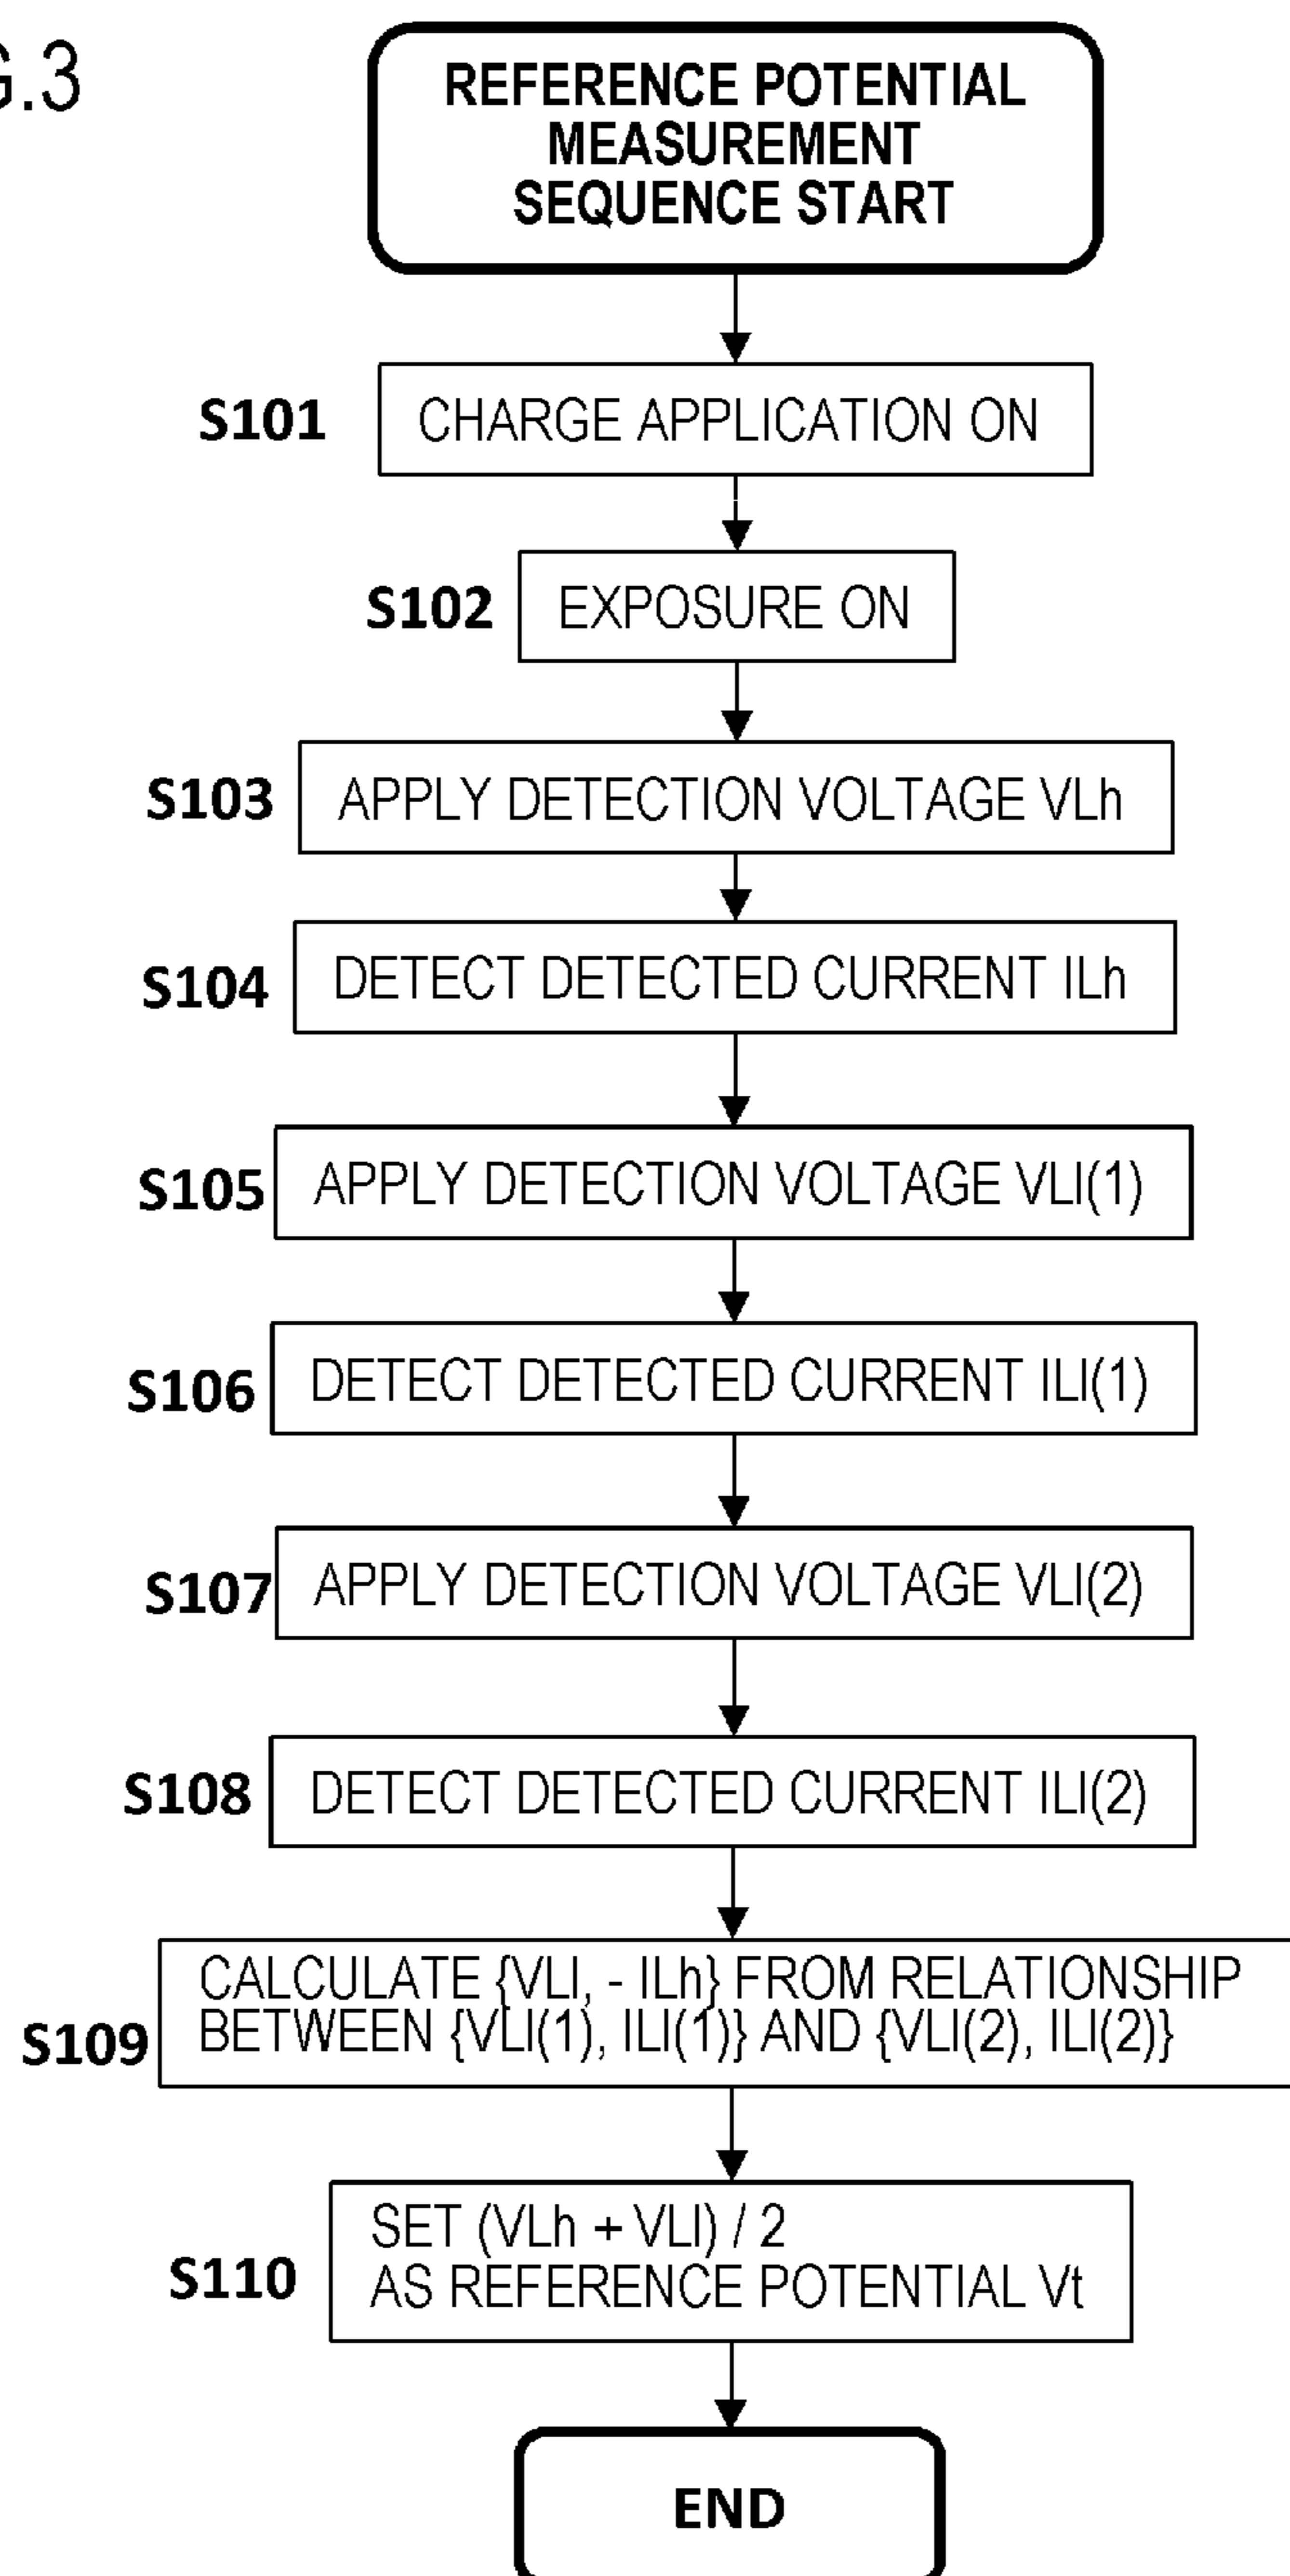 G.3
REFERENCE POTENTIAL
MEASUREMENT
SEQUENCE START
S101
CHARGE APPLICATION ON
S102
EXPOSURE ON
S103
APPLY DETECTION VOLTAGE VLh
S104
DETECT DETECTED CURRENT ILh
S105
APPLY DETECTION VOLTAGE VLl(1)
S106
DETECT DETECTED CURRENT ILl(1)
S107
APPLY DETECTION VOLTAGE VLl(2)
S108
DETECT DETECTED CURRENT ILl(2)
S109
CALCULATE {VLl, - ILh} FROM RELATIONSHIP
BETWEEN {VLl(1), ILl(1)} AND {VLl(2), ILl(2)}
S110
SET (VLh + VLl) / 2
AS REFERENCE POTENTIAL Vt
END